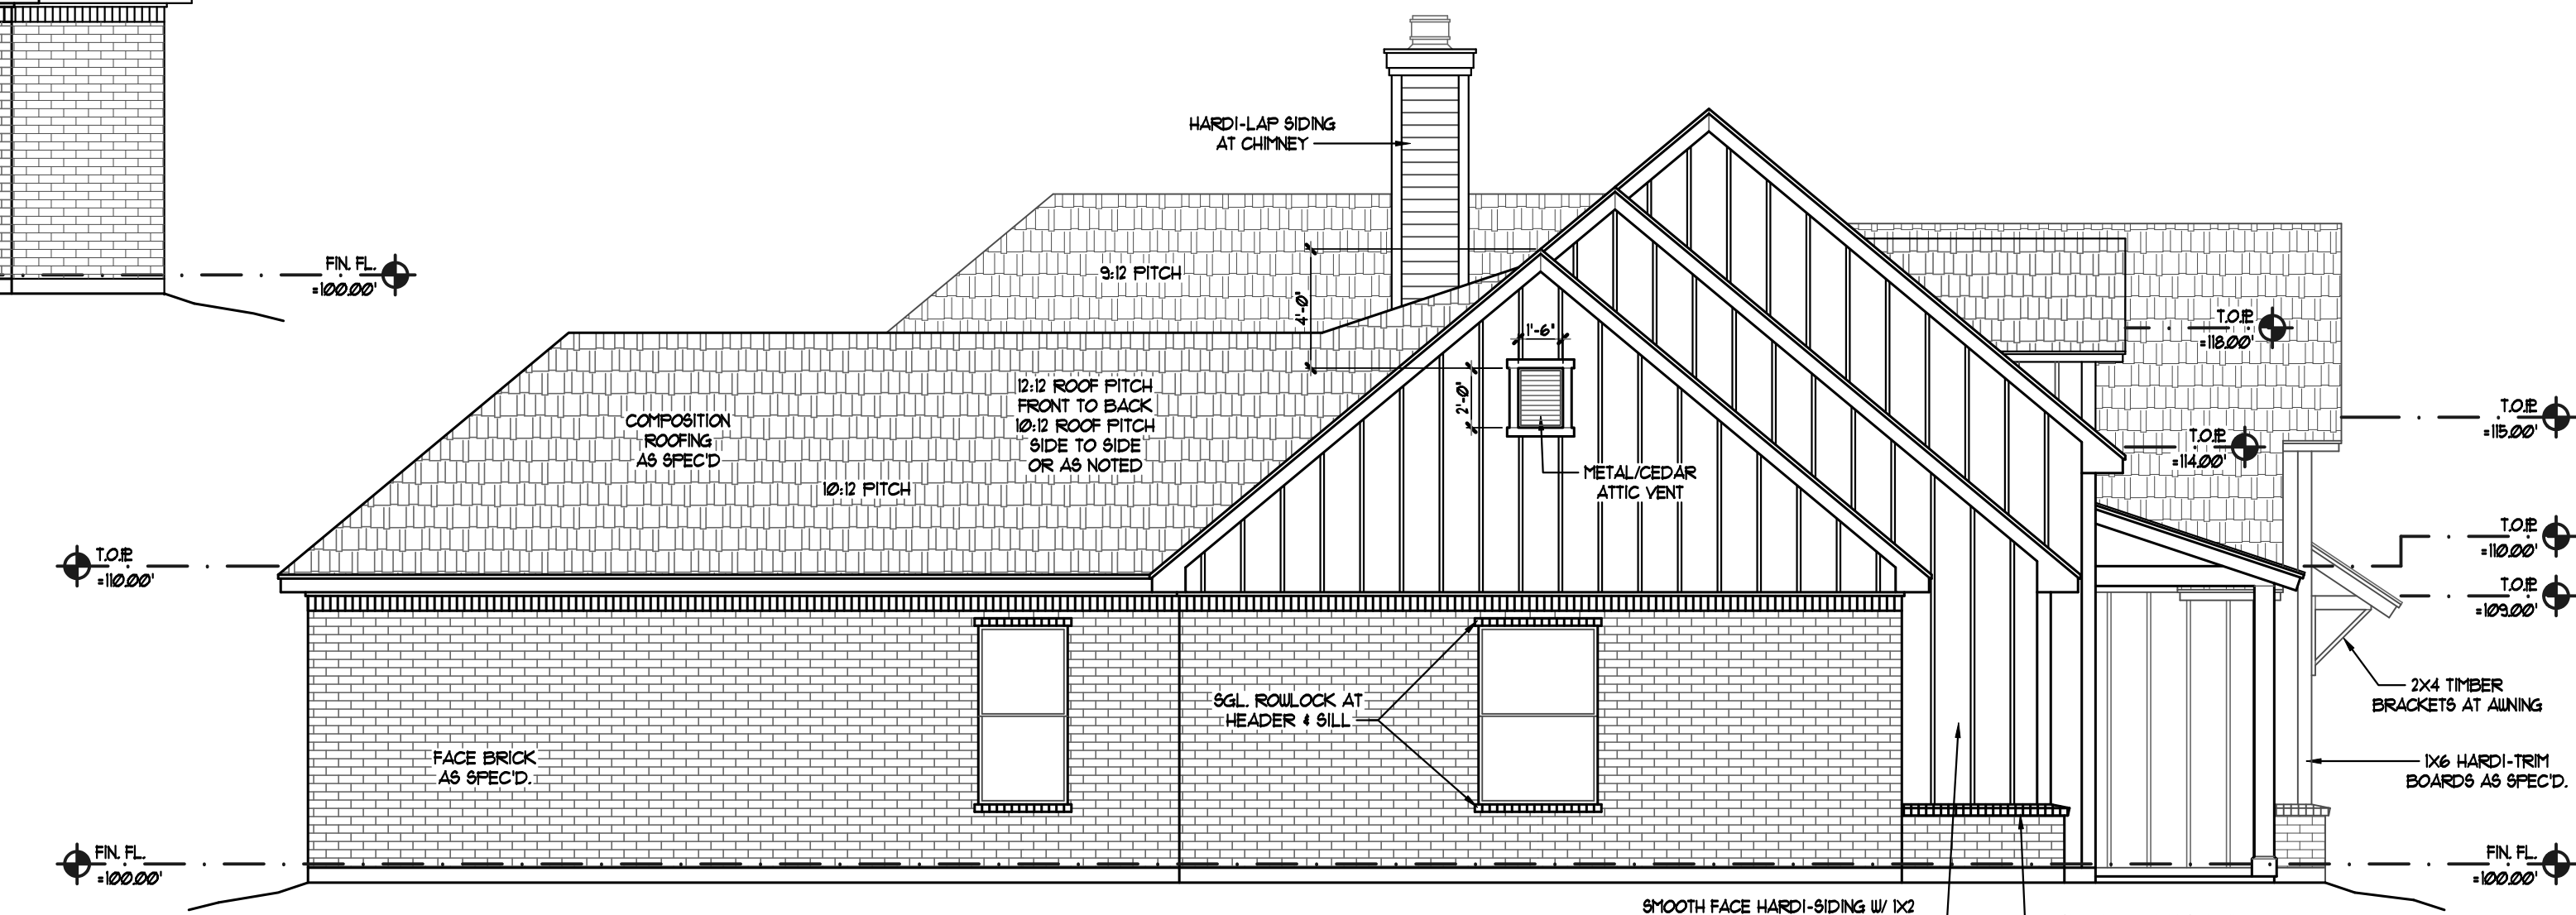 HARDI-LAP SIDING
AT CHIMNEY
FIN. FL.
=100.00'
9:12 PITCH
4'-0"
1'-6"
2'-0"
T.O.P.
=118.00'
T.O.P.
=115.00'
T.O.P.
=114.00'
12:12 ROOF PITCH
FRONT TO BACK
10:12 ROOF PITCH
SIDE TO SIDE
OR AS NOTED
COMPOSITION
ROOFING
AS SPEC'D
10:12 PITCH
METAL/CEDAR
ATTIC VENT
T.O.P.
=110.00'
T.O.P.
=110.00'
T.O.P.
=109.00'
SGL. ROWLOCK AT
HEADER & SILL
2X4 TIMBER
BRACKETS AT AWNING
FACE BRICK
AS SPEC'D.
1X6 HARDI-TRIM
BOARDS AS SPEC'D.
FIN. FL.
=100.00'
FIN. FL.
=100.00'
SMOOTH FACE HARDI-SIDING W/ 1X2